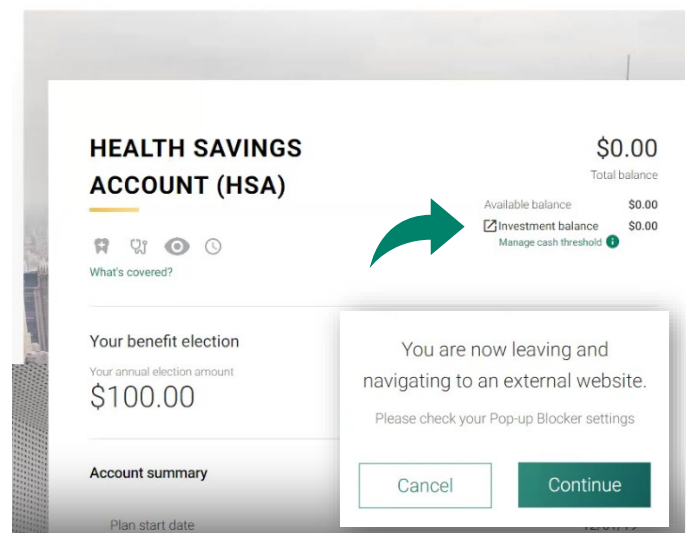 HEALTH SAVINGS
ACCOUNT (HSA)
$0.00
Total balance
Available balance $0.00
Investment balance $0.00
Manage cash threshold i
What's covered?
Your benefit election
Your annual election amount
$100.00
You are now leaving and
navigating to an external website.
Please check your Pop-up Blocker settings
Cancel Continue
Account summary
Plan start date